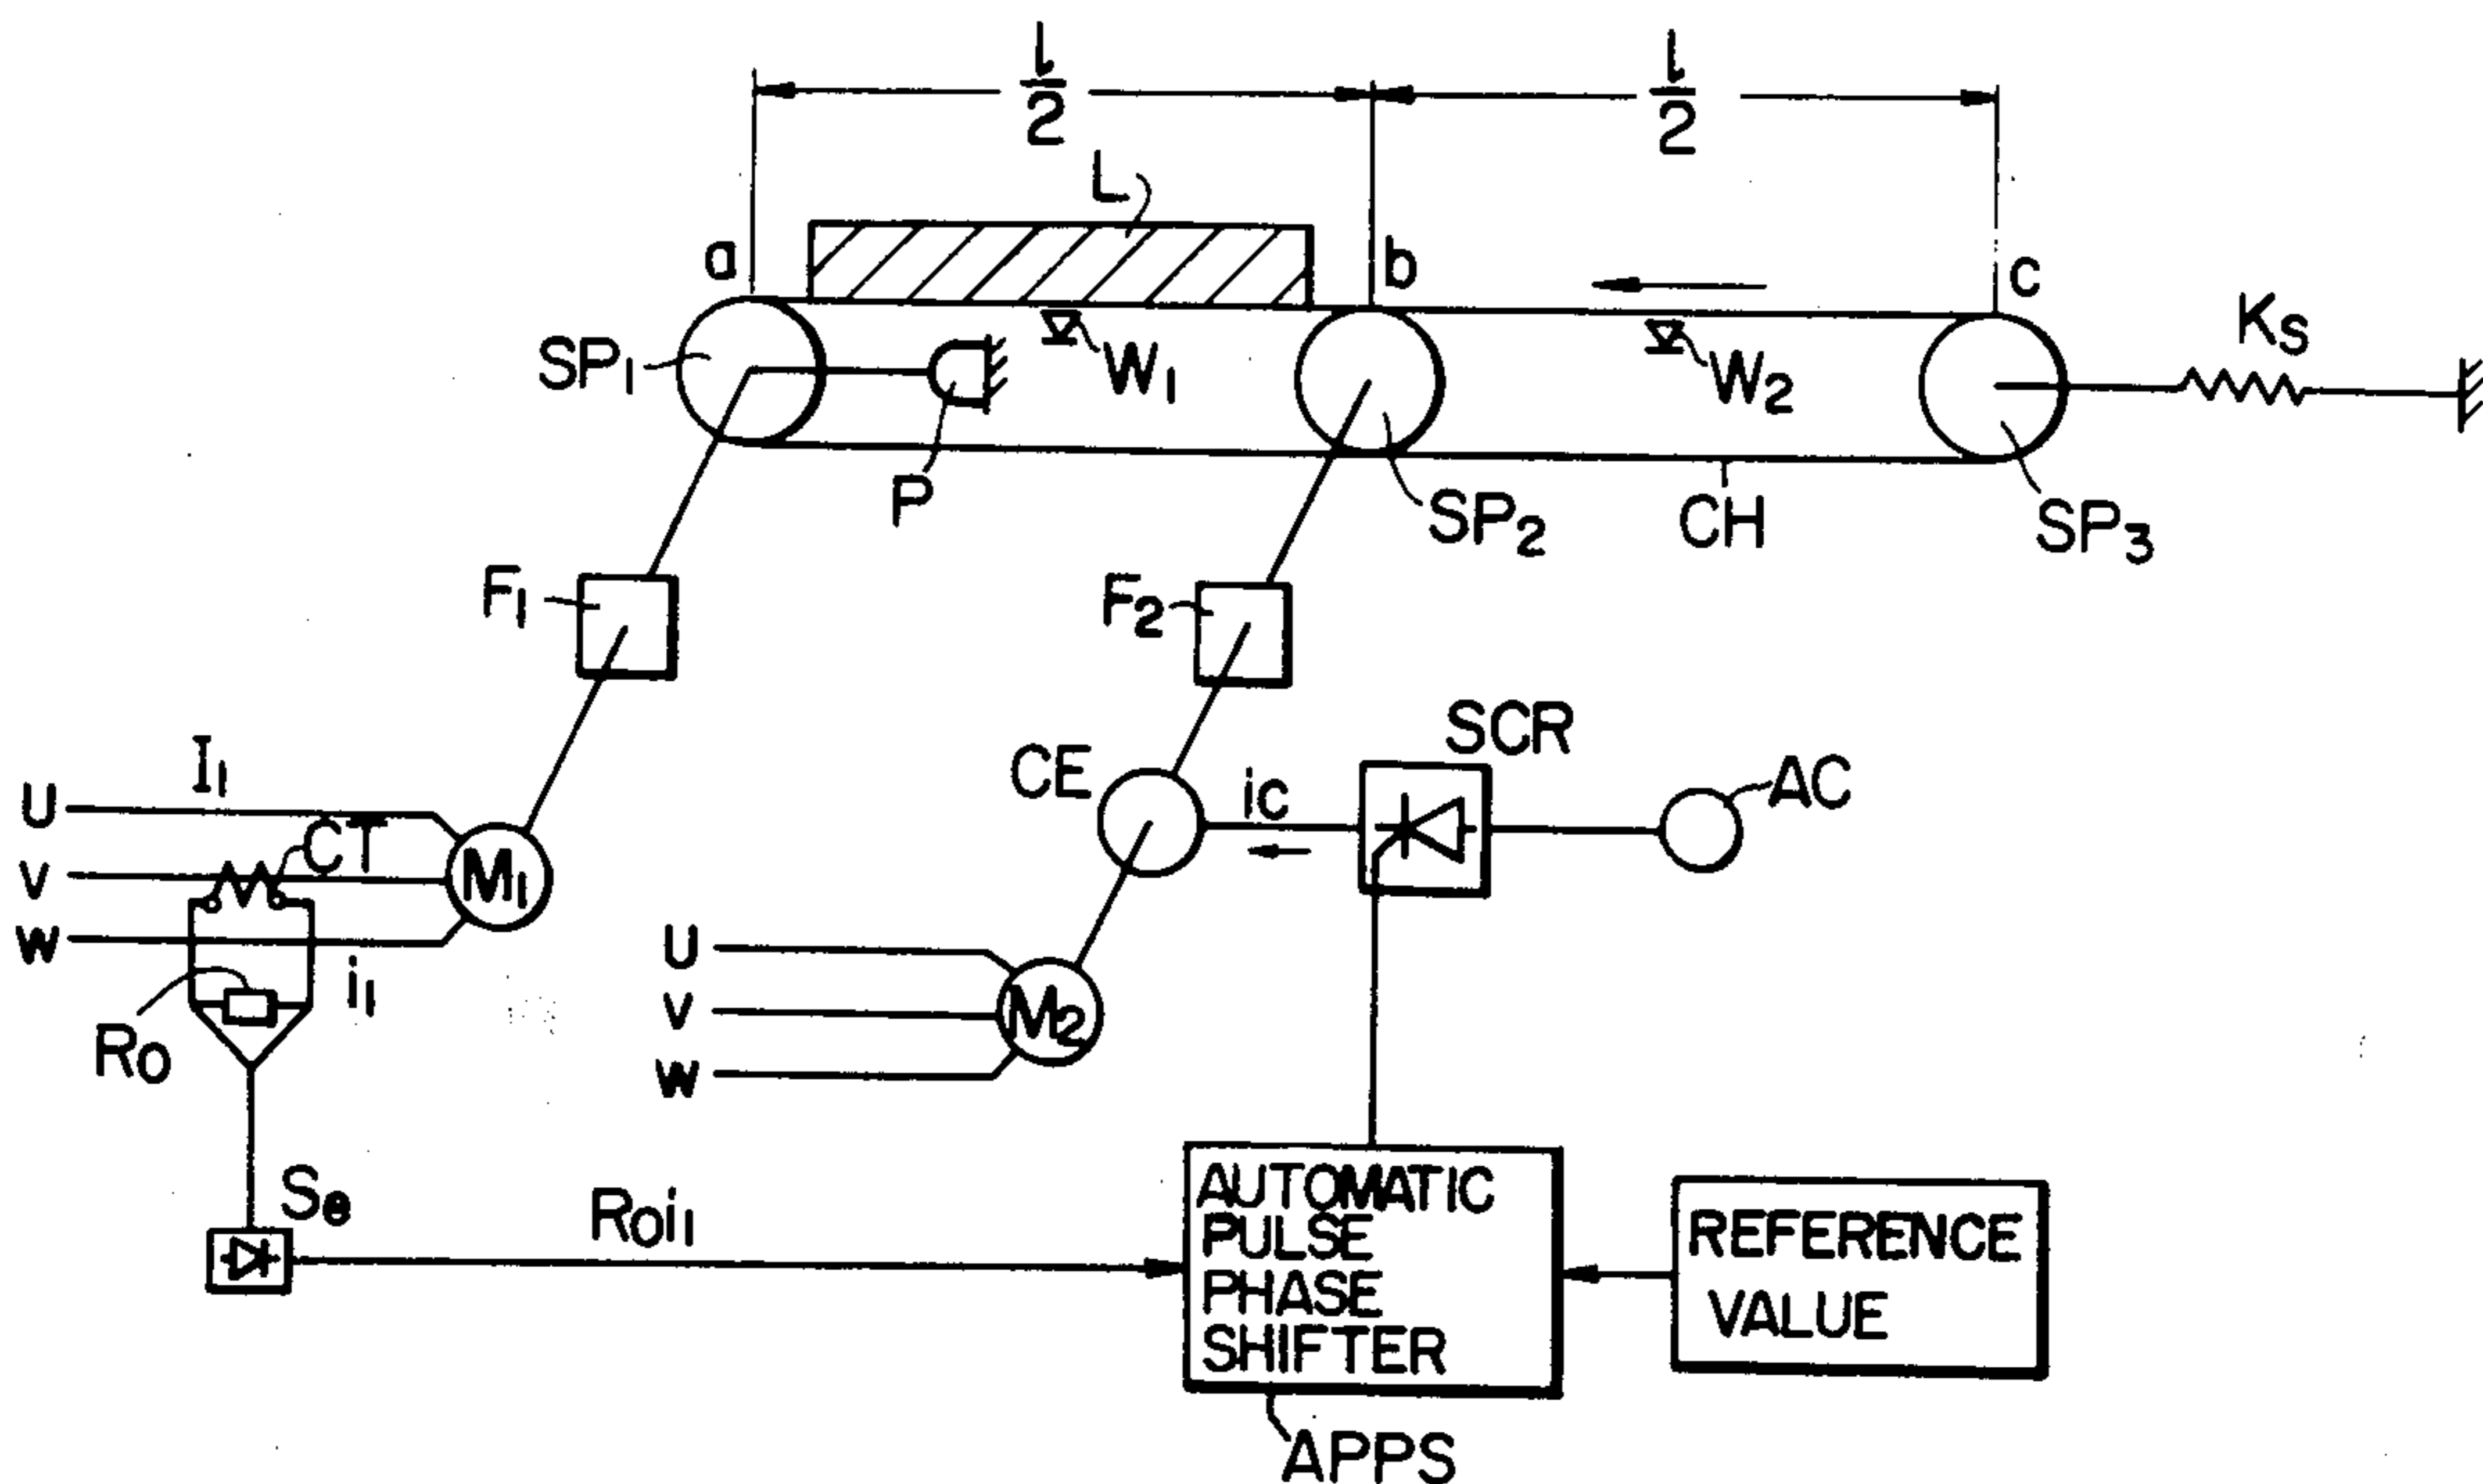 l/2 l/2
L
a b c
SP1 P W1 W2 KS
SP2 CH SP3
F1 F2
I1 CE SCR AC
U CT ic
V M1
W i1
U
RO V M2
W
Se ROi1
AUTOMATIC
PULSE
PHASE
SHIFTER
REFERENCE
VALUE
APPS